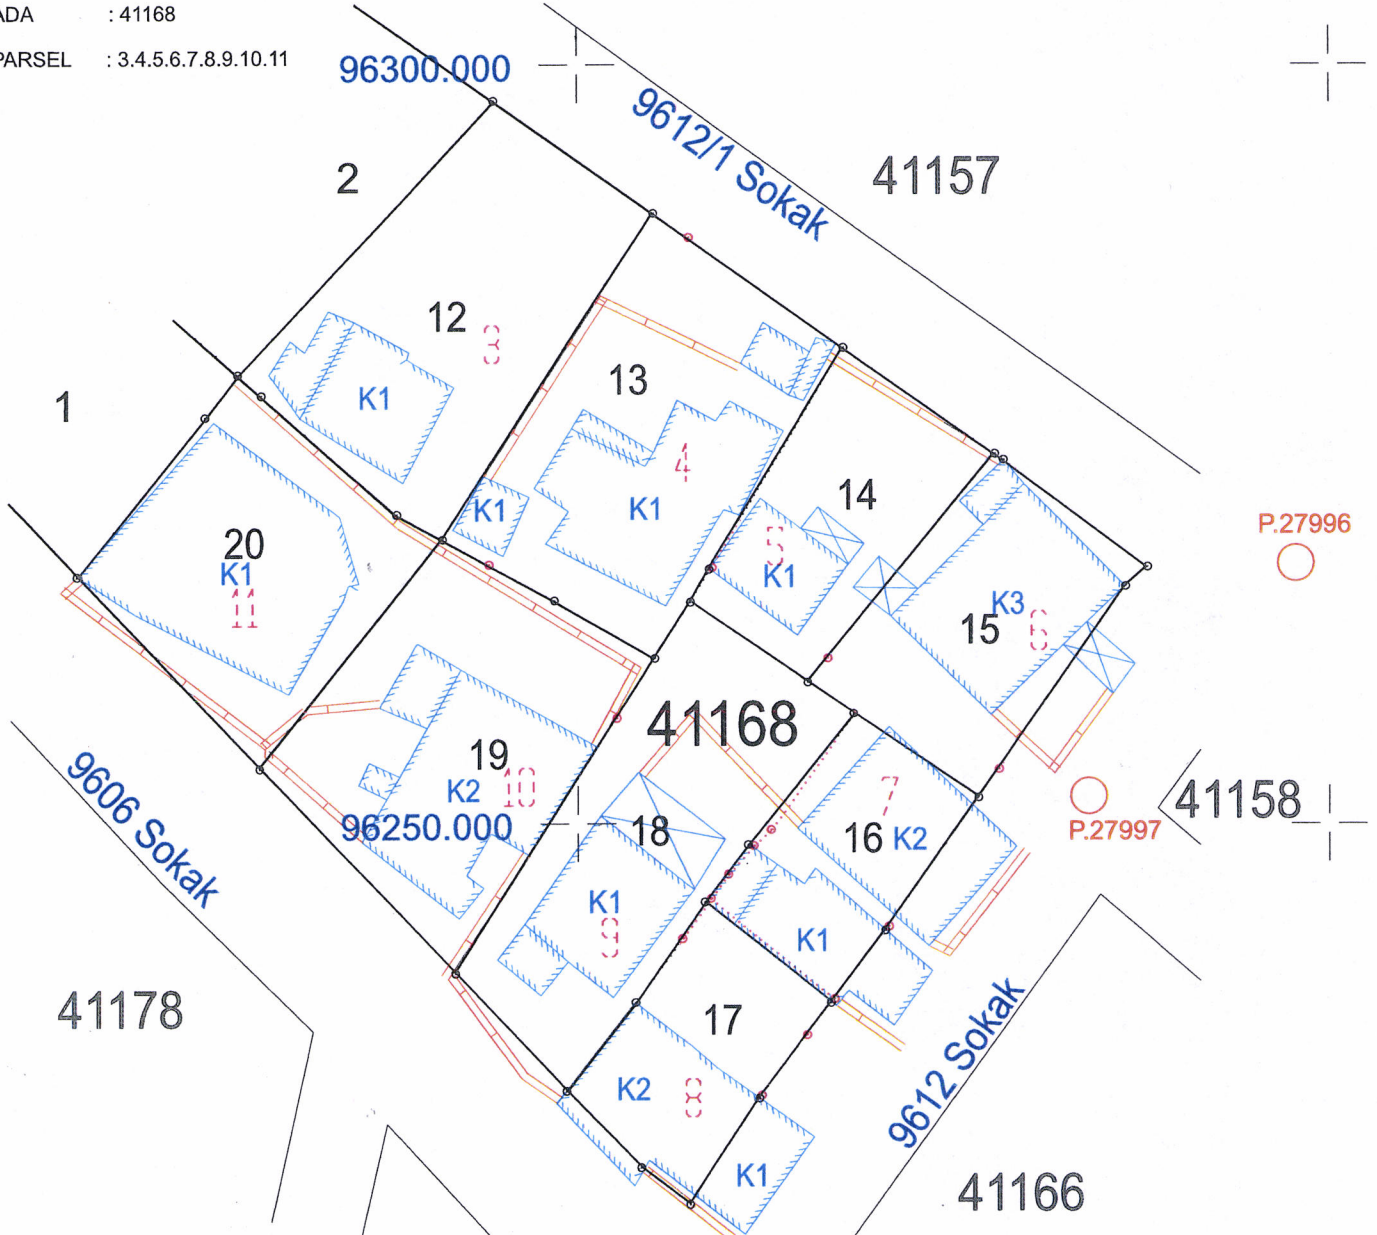 ADA : 41168
PARSEL : 3.4.5.6.7.8.9.10.11
96300.000
9612/1 Sokak
41157
2
12
3
13
K1
1
4
14
K1
K1
P.27996
20
5
K1
K1
11
K3
15
6
41168
19
K2
10
7
41158
9606 Sokak
96250.000
18
16
K2
P.27997
K1
9
K1
41178
17
9612 Sokak
K2
8
K1
41166